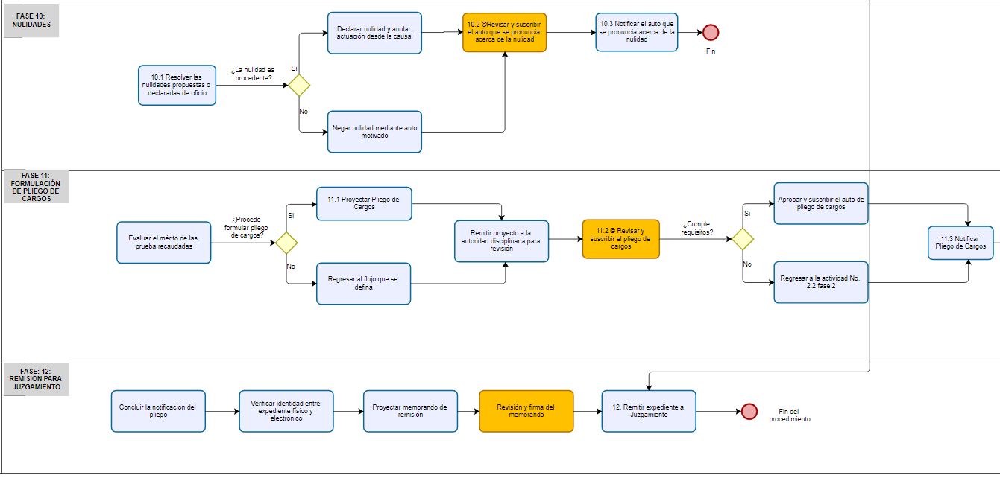 FASE 10:
NULIDADES
10.1 Resolver las
nulidades propuestas o
declaradas de oficio
¿La nulidad es
procedente?
Si
No
Declarar nulidad y anular
actuación desde la causal
Negar nulidad mediante auto
motivado
10.2 ©Revisar y suscribir
el auto que se pronuncia
acerca de la nulidad
10.3 Notificar el auto que
se pronuncia acerca de la
nulidad
Fin
FASE 11:
FORMULACIÓN
DE PLIEGO DE
CARGOS
Evaluar el mérito de las
prueba recaudadas
¿Procede
formular pliego
de cargos?
Si
No
11.1 Proyectar Pliego de
Cargos
Regresar al flujo que se
defina
Remitir proyecto a la
autoridad disciplinaria para
revisión
11.2 © Revisar y
suscribir el pliego de
cargos
¿Cumple
requisitos?
Si
No
Aprobar y suscribir el auto de
pliego de cargos
Regresar a la actividad No.
2.2 fase 2
11.3 Notificar
Pliego de Cargos
FASE: 12:
REMISIÓN PARA
JUZGAMIENTO
Concluir la notificación del
pliego
Verificar identidad entre
expediente físico y
electrónico
Proyectar memorando de
remisión
Revisión y firma del
memorando
12. Remitir expediente a
Juzgamiento
Fin del
procedimiento